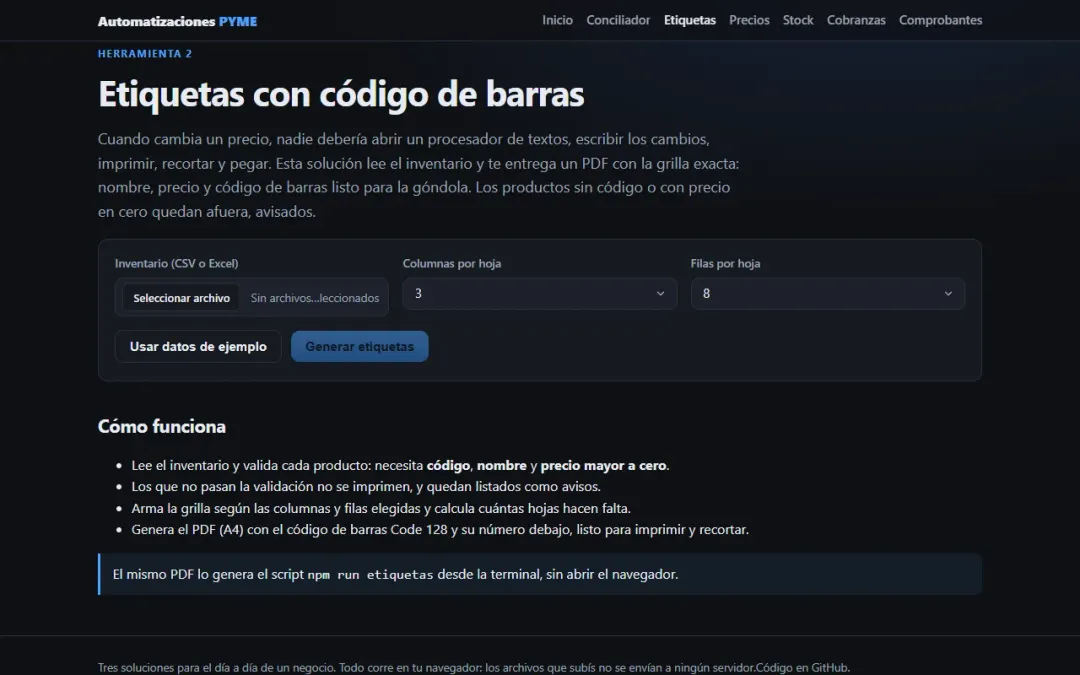 Automatizaciones PYME
Inicio Conciliador Etiquetas Precios Stock Cobranzas Comprobantes
HERRAMIENTA 2
Etiquetas con código de barras
Cuando cambia un precio, nadie debería abrir un procesador de textos, escribir los cambios,
imprimir, recortar y pegar. Esta solución lee el inventario y te entrega un PDF con la grilla exacta:
nombre, precio y código de barras listo para la góndola. Los productos sin código o con precio
en cero quedan afuera, avisados.
Inventario (CSV o Excel)
Seleccionar archivo Sin archivos...leccionados
Columnas por hoja
3
Filas por hoja
8
Usar datos de ejemplo
Generar etiquetas
Cómo funciona
Lee el inventario y valida cada producto: necesita código, nombre y precio mayor a cero.
Los que no pasan la validación no se imprimen, y quedan listados como avisos.
Arma la grilla según las columnas y filas elegidas y calcula cuántas hojas hacen falta.
Genera el PDF (A4) con el código de barras Code 128 y su número debajo, listo para imprimir y recortar.
El mismo PDF lo genera el script npm run etiquetas desde la terminal, sin abrir el navegador.
Tres soluciones para el día a día de un negocio. Todo corre en tu navegador: los archivos que subís no se envían a ningún servidor.Código en GitHub.